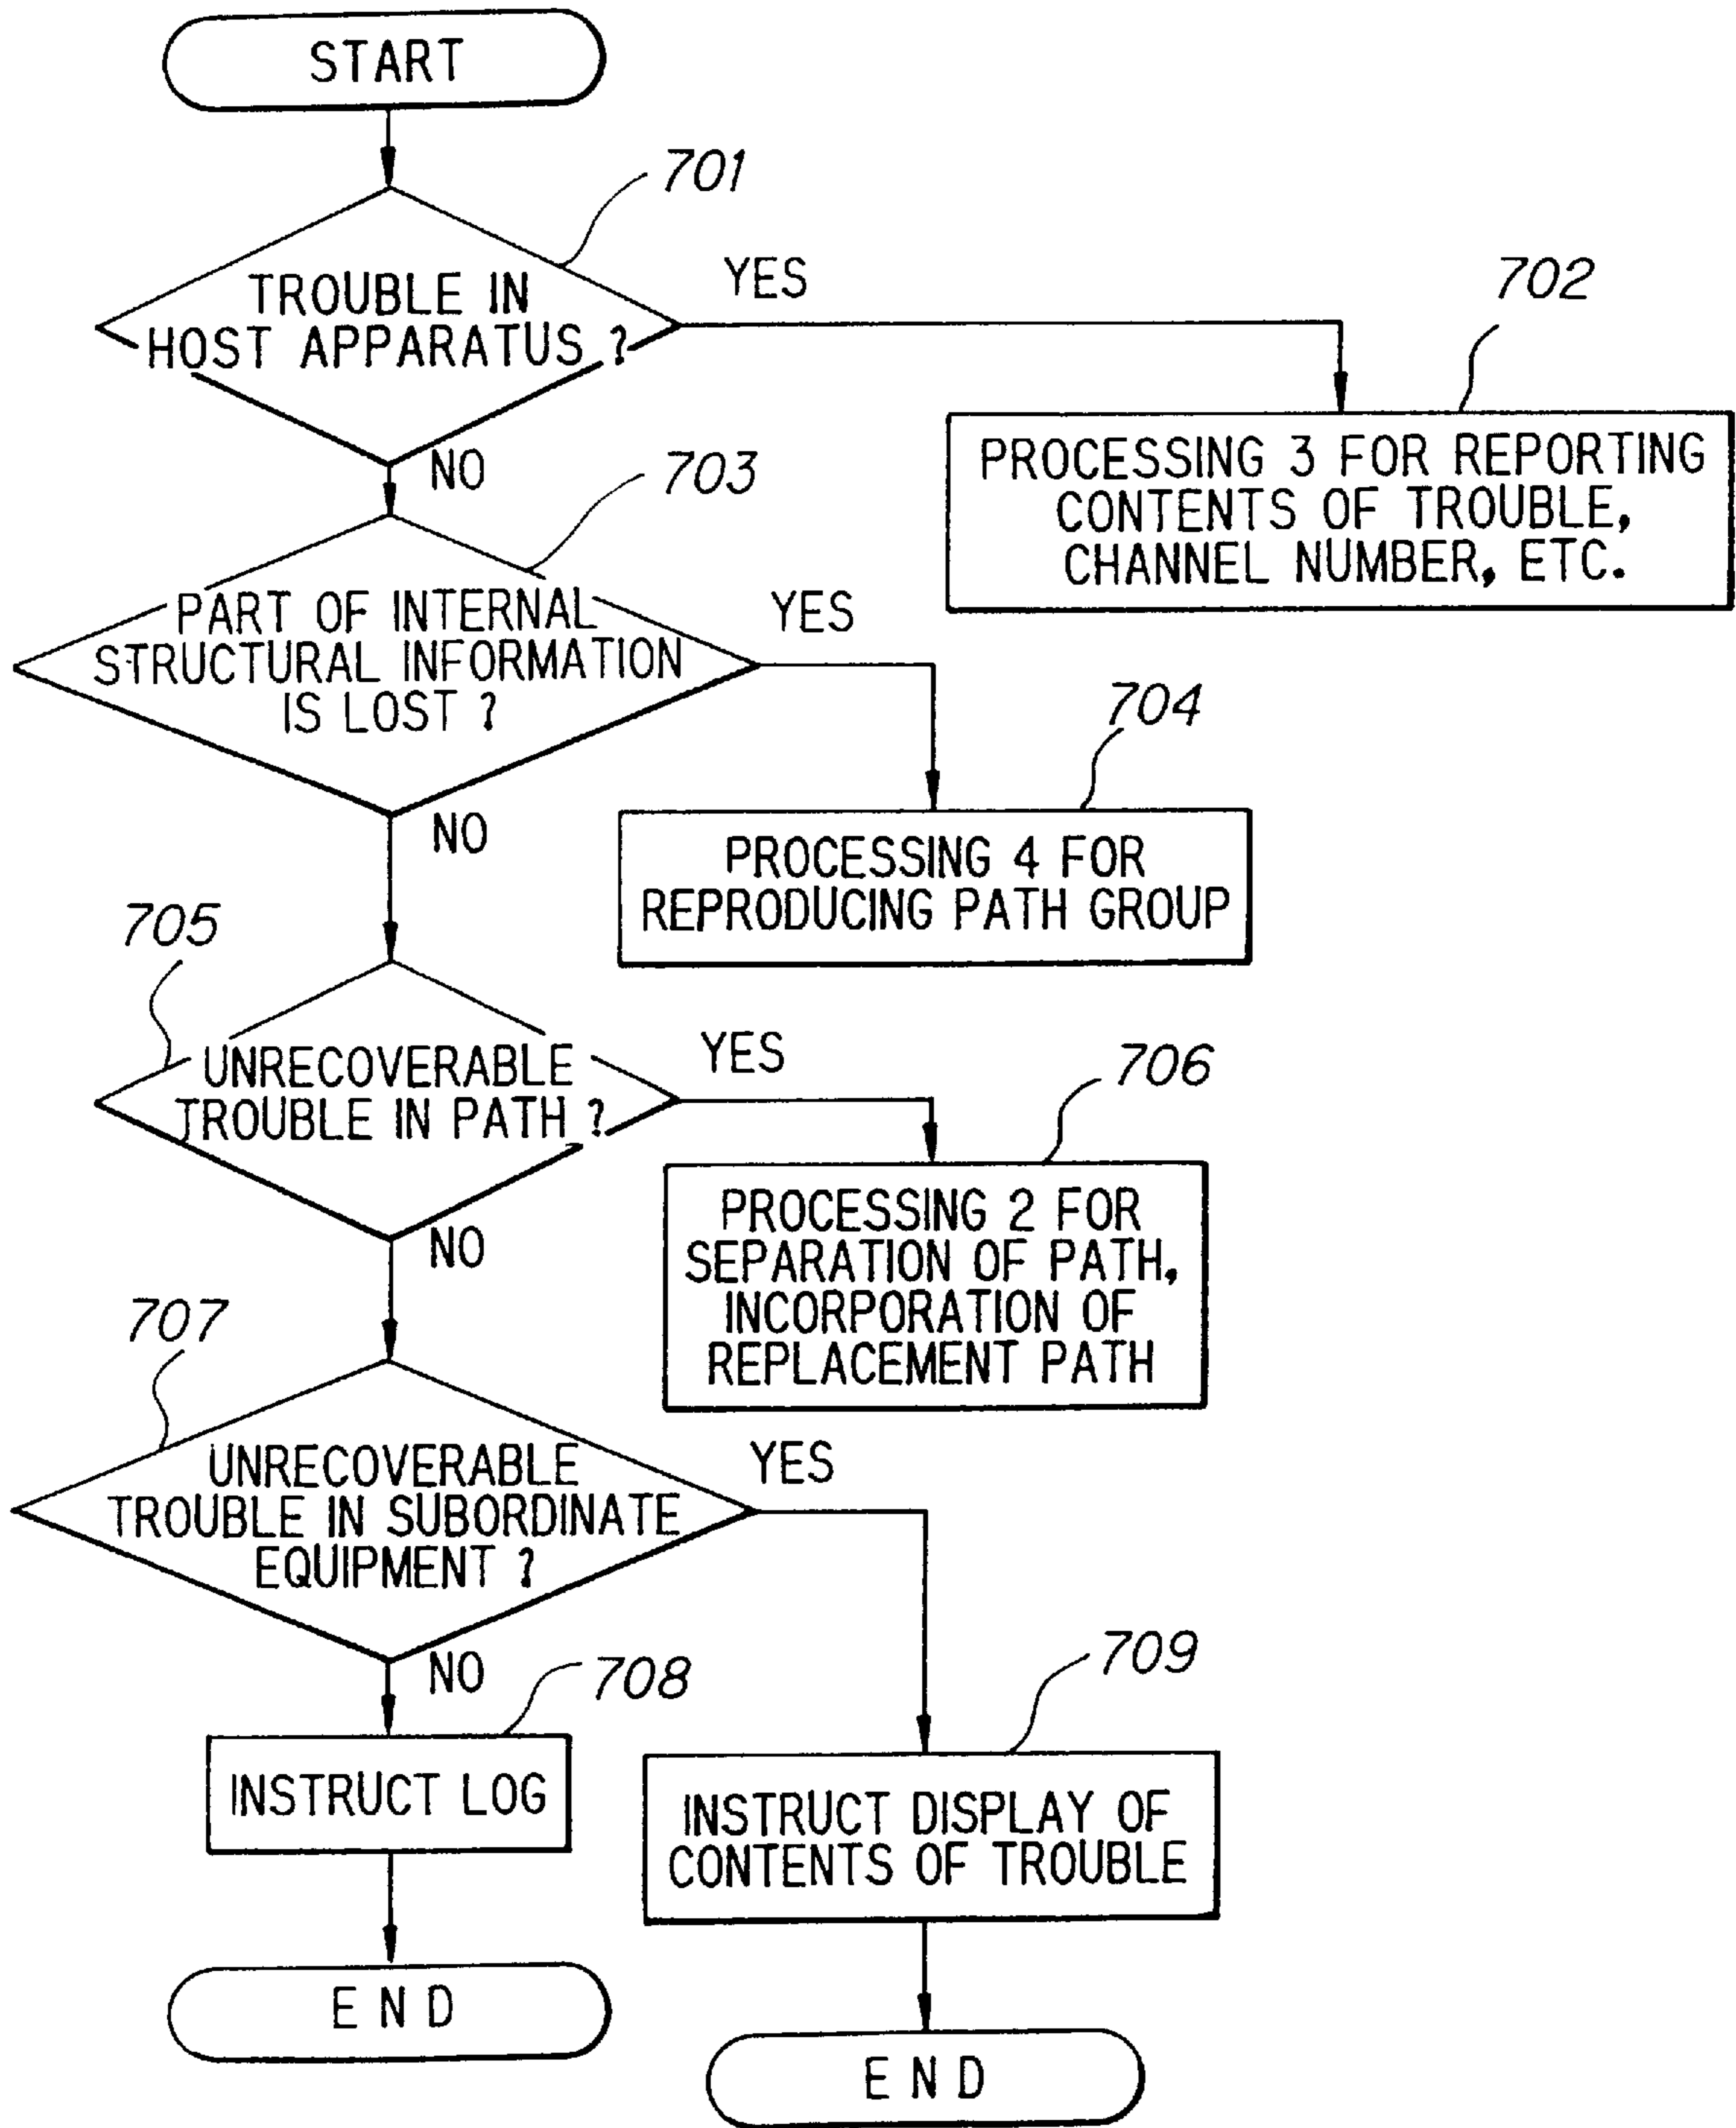 START
701
TROUBLE IN
HOST APPARATUS ?
YES
NO
702
PROCESSING 3 FOR REPORTING
CONTENTS OF TROUBLE,
CHANNEL NUMBER, ETC.
703
PART OF INTERNAL
STRUCTURAL INFORMATION
IS LOST ?
YES
NO
704
PROCESSING 4 FOR
REPRODUCING PATH GROUP
705
UNRECOVERABLE
TROUBLE IN PATH ?
YES
NO
706
PROCESSING 2 FOR
SEPARATION OF PATH,
INCORPORATION OF
REPLACEMENT PATH
707
UNRECOVERABLE
TROUBLE IN SUBORDINATE
EQUIPMENT ?
YES
NO
708
INSTRUCT LOG
END
709
INSTRUCT DISPLAY OF
CONTENTS OF TROUBLE
END